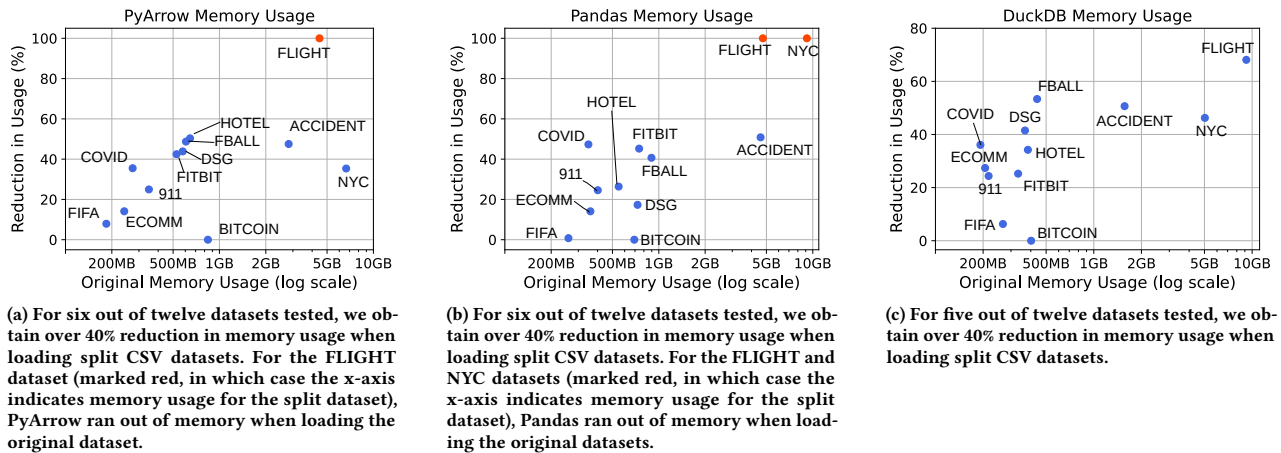 PyArrow Memory Usage
Reduction in Usage (%)
100
80
60
40
20
0
FLIGHT
HOTEL
ACCIDENT
FBALL
COVID
DSG
FITBIT
NYC
911
FIFA
ECOMM
BITCOIN
200MB 500MB 1GB 5GB 10GB
Original Memory Usage (log scale)
(a) For six out of twelve datasets tested, we ob-
tain over 40% reduction in memory usage when
loading split CSV datasets. For the FLIGHT
dataset (marked red, in which case the x-axis
indicates memory usage for the split dataset),
PyArrow ran out of memory when loading the
original dataset.
Pandas Memory Usage
Reduction in Usage (%)
100
80
60
40
20
0
FLIGHT NYC
HOTEL
COVID
FITBIT
ACCIDENT
FBALL
911
ECOMM
DSG
FIFA
BITCOIN
200MB 500MB 1GB 5GB 10GB
Original Memory Usage (log scale)
(b) For six out of twelve datasets tested, we ob-
tain over 40% reduction in memory usage when
loading split CSV datasets. For the FLIGHT and
NYC datasets (marked red, in which case the
x-axis indicates memory usage for the split
dataset), Pandas ran out of memory when load-
ing the original datasets.
DuckDB Memory Usage
Reduction in Usage (%)
80
60
40
20
0
FLIGHT
FBALL
COVID
DSG
ACCIDENT
NYC
ECOMM
HOTEL
911
FITBIT
FIFA
BITCOIN
200MB 500MB 1GB 2GB 5GB 10GB
Original Memory Usage (log scale)
(c) For five out of twelve datasets tested, we ob-
tain over 40% reduction in memory usage when
loading split CSV datasets.